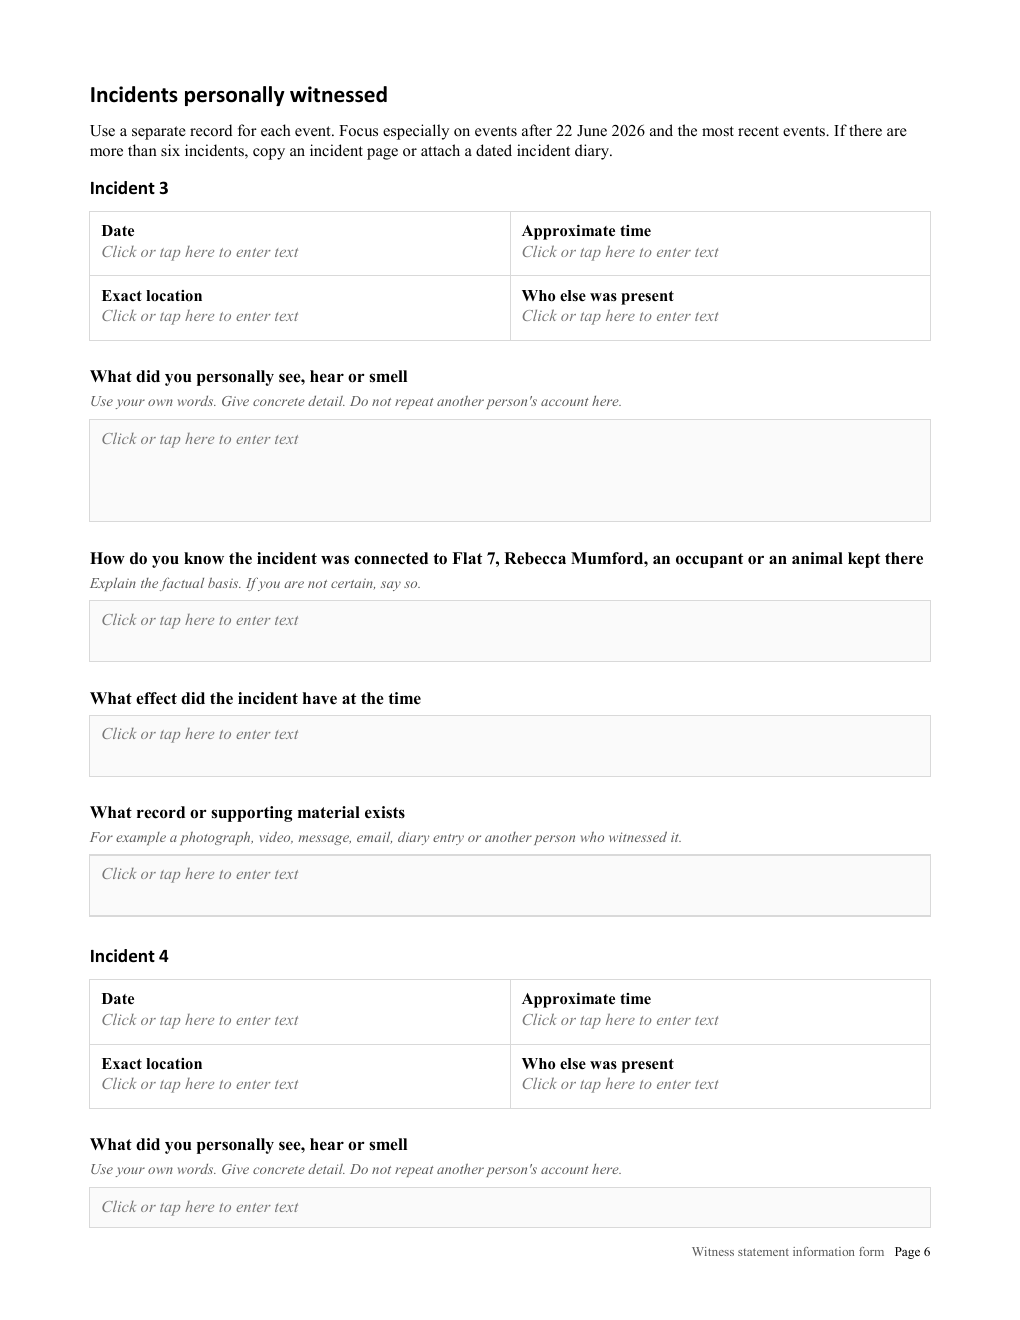 Incidents personally witnessed
Use a separate record for each event. Focus especially on events after 22 June 2026 and the most recent events. If there are
more than six incidents, copy an incident page or attach a dated incident diary.
Incident 3
Date
Click or tap here to enter text
Approximate time
Click or tap here to enter text
Exact location
Click or tap here to enter text
Who else was present
Click or tap here to enter text
What did you personally see, hear or smell
Use your own words. Give concrete detail. Do not repeat another person's account here.
Click or tap here to enter text
How do you know the incident was connected to Flat 7, Rebecca Mumford, an occupant or an animal kept there
Explain the factual basis. If you are not certain, say so.
Click or tap here to enter text
What effect did the incident have at the time
Click or tap here to enter text
What record or supporting material exists
For example a photograph, video, message, email, diary entry or another person who witnessed it.
Click or tap here to enter text
Incident 4
Date
Click or tap here to enter text
Approximate time
Click or tap here to enter text
Exact location
Click or tap here to enter text
Who else was present
Click or tap here to enter text
What did you personally see, hear or smell
Use your own words. Give concrete detail. Do not repeat another person's account here.
Click or tap here to enter text
Witness statement information form Page 6